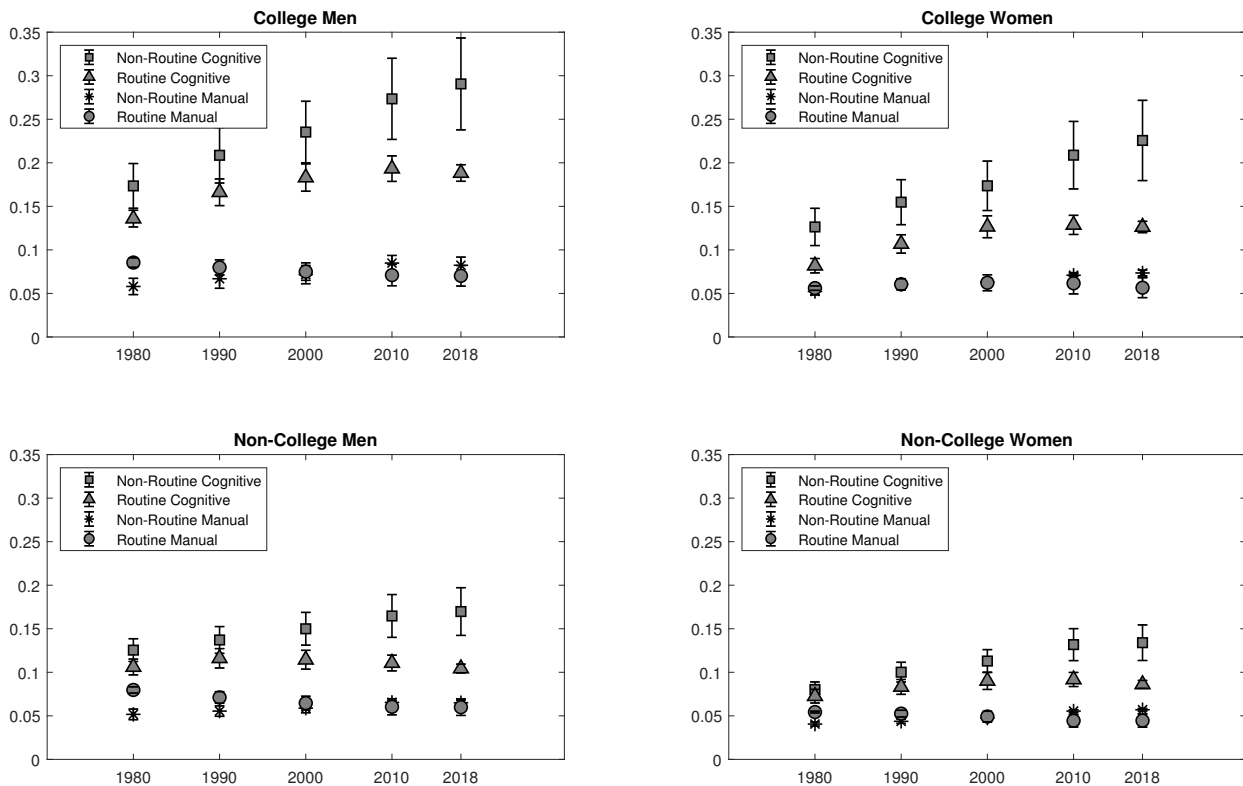 College Men
0.35
0.3
0.25
0.2
0.15
0.1
0.05
0
Non-Routine Cognitive
Routine Cognitive
Non-Routine Manual
Routine Manual
1980 1990 2000 2010 2018
College Women
0.35
0.3
0.25
0.2
0.15
0.1
0.05
0
Non-Routine Cognitive
Routine Cognitive
Non-Routine Manual
Routine Manual
1980 1990 2000 2010 2018
Non-College Men
0.35
0.3
0.25
0.2
0.15
0.1
0.05
0
Non-Routine Cognitive
Routine Cognitive
Non-Routine Manual
Routine Manual
1980 1990 2000 2010 2018
Non-College Women
0.35
0.3
0.25
0.2
0.15
0.1
0.05
0
Non-Routine Cognitive
Routine Cognitive
Non-Routine Manual
Routine Manual
1980 1990 2000 2010 2018